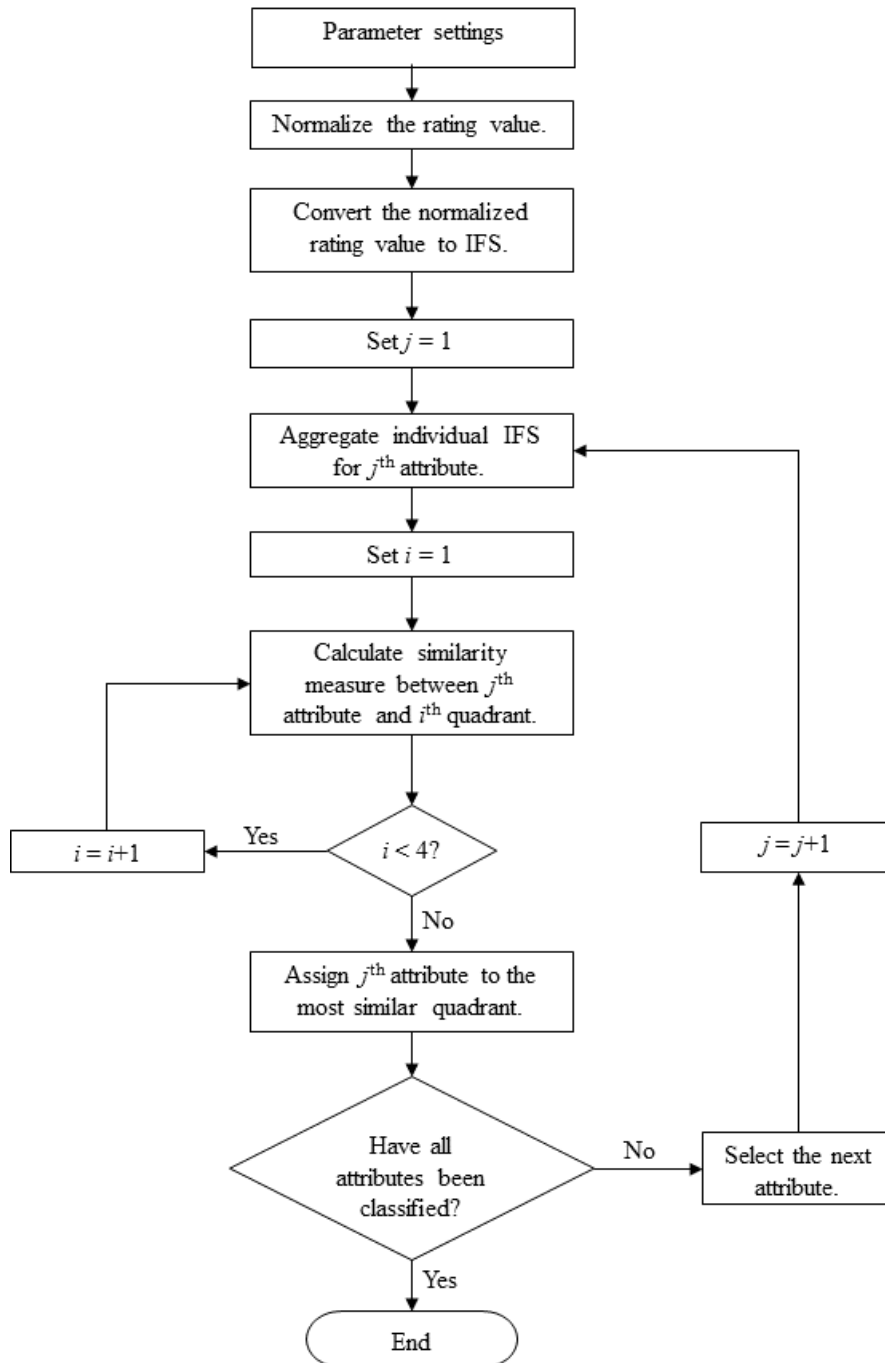 Parameter settings
Normalize the rating value.
Convert the normalized
rating value to IFS.
Set j = 1
Aggregate individual IFS
for jth attribute.
Set i = 1
Calculate similarity
measure between jth
attribute and ith quadrant.
i = i+1
Yes
i < 4?
j = j+1
No
Assign jth attribute to the
most similar quadrant.
Have all
attributes been
classified?
No
Select the next
attribute.
Yes
End